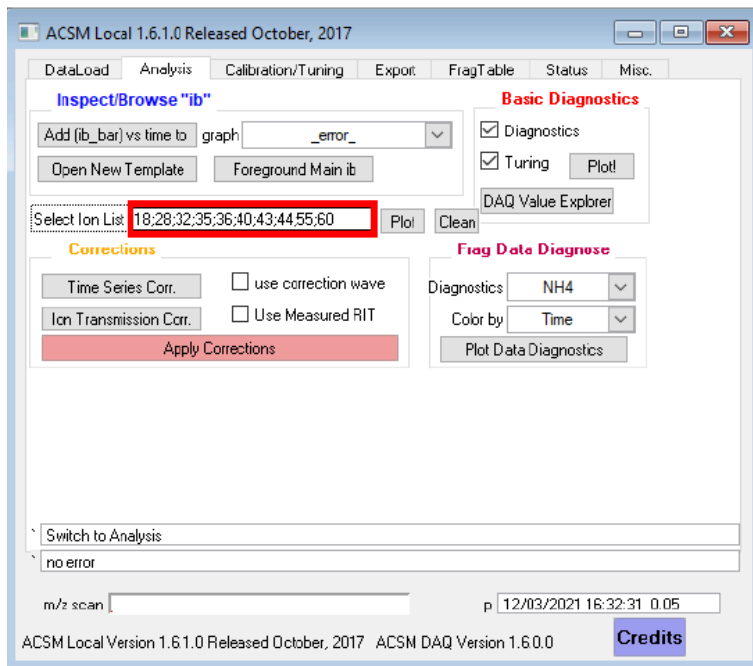 ACSM Local 1.6.1.0 Released October, 2017
DataLoad Analysis Calibration/Tuning Export FragTable Status Misc.
Inspect/Browse "ib"
Add (ib_bar) vs time to graph _error_
Open New Template Foreground Main ib
Basic Diagnostics
Diagnostics
Turing Plot!
DAQ Value Explorer
Select Ion List 18;28;32;35;36;40;43;44,55;60 Plot Clean
Corrections
Time Series Corr. use correction wave
Ion Transmission Corr. Use Measured RIT
Apply Corrections
Frag Data Diagnose
Diagnostics NH4
Color by Time
Plot Data Diagnostics
` Switch to Analysis
` no error
m/z scan p 12/03/2021 16:32:31 0.05
ACSM Local Version 1.6.1.0 Released October, 2017 ACSM DAQ Version 1.6.0.0 Credits